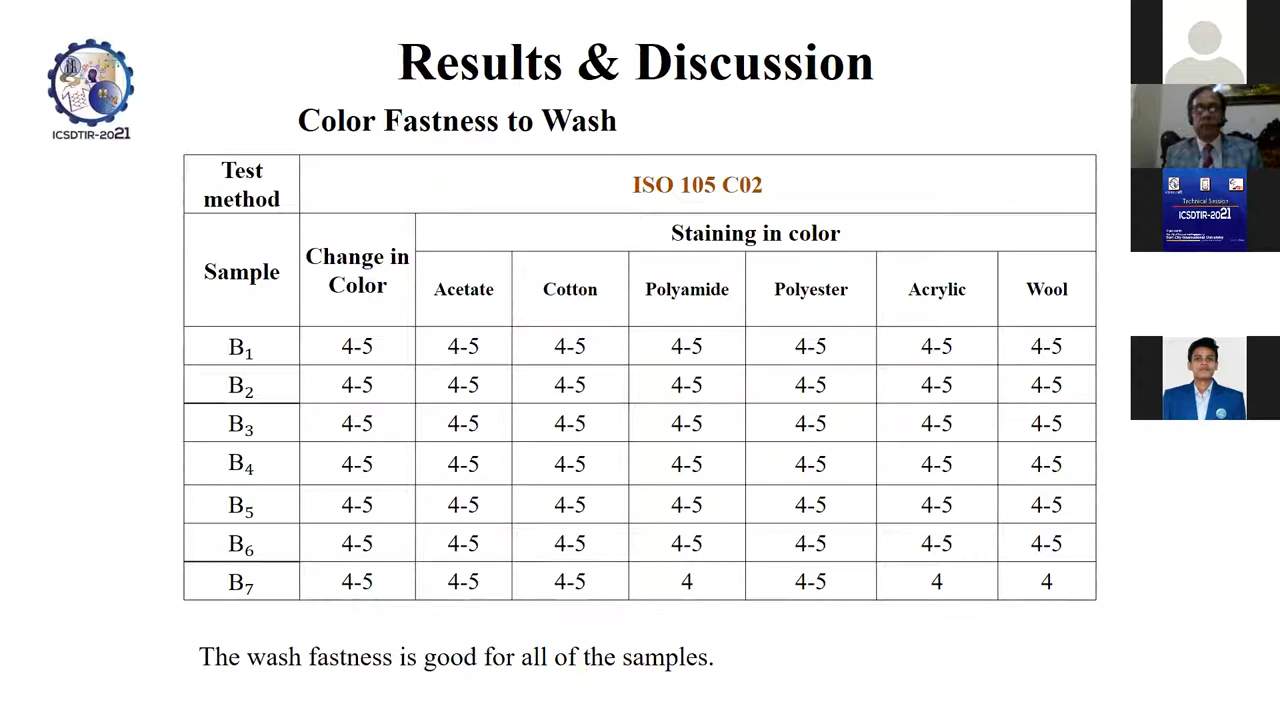 Results & Discussion
ICSDTIR-2021
Color Fastness to Wash
Test method ISO 105 C02
Sample Change in Color Staining in color
Acetate Cotton Polyamide Polyester Acrylic Wool
B₁ 4-5 4-5 4-5 4-5 4-5 4-5 4-5
B₂ 4-5 4-5 4-5 4-5 4-5 4-5 4-5
B₃ 4-5 4-5 4-5 4-5 4-5 4-5 4-5
B₄ 4-5 4-5 4-5 4-5 4-5 4-5 4-5
B₅ 4-5 4-5 4-5 4-5 4-5 4-5 4-5
B₆ 4-5 4-5 4-5 4-5 4-5 4-5 4-5
B₇ 4-5 4-5 4-5 4 4-5 4 4
The wash fastness is good for all of the samples.
Technical Session
ICSDTIR-2021
Port City International University